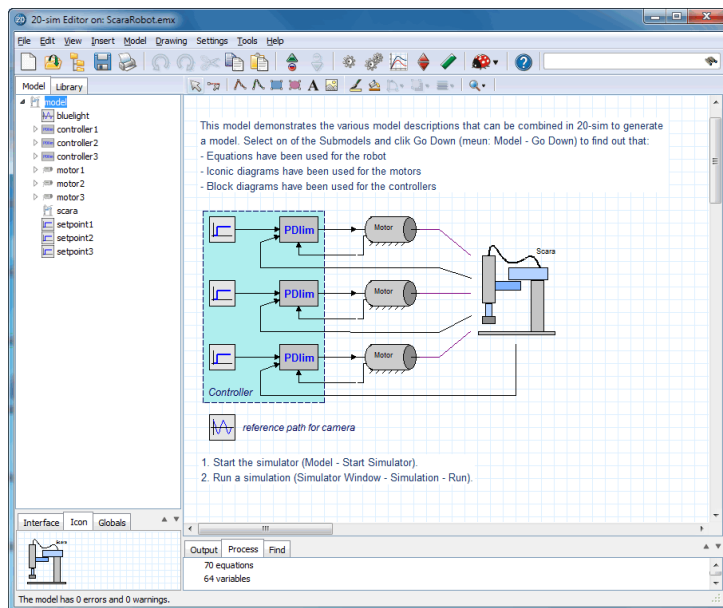 20-sim Editor on: ScaraRobot.emx
File Edit View Insert Model Drawing Settings Tools Help
Model Library
model
bluelight
controller1
controller2
controller3
motor1
motor2
motor3
scara
setpoint1
setpoint2
setpoint3
This model demonstrates the various model descriptions that can be combined in 20-sim to generate
a model. Select on of the Submodels and clik Go Down (meun: Model - Go Down) to find out that:
- Equations have been used for the robot
- Iconic diagrams have been used for the motors
- Block diagrams have been used for the controllers
PDlim
Motor
Scara
PDlim
Motor
PDlim
Motor
Controller
reference path for camera
1. Start the simulator (Model - Start Simulator).
2. Run a simulation (Simulator Window - Simulation - Run).
Interface Icon Globals
Output Process Find
70 equations
64 variables
The model has 0 errors and 0 warnings.